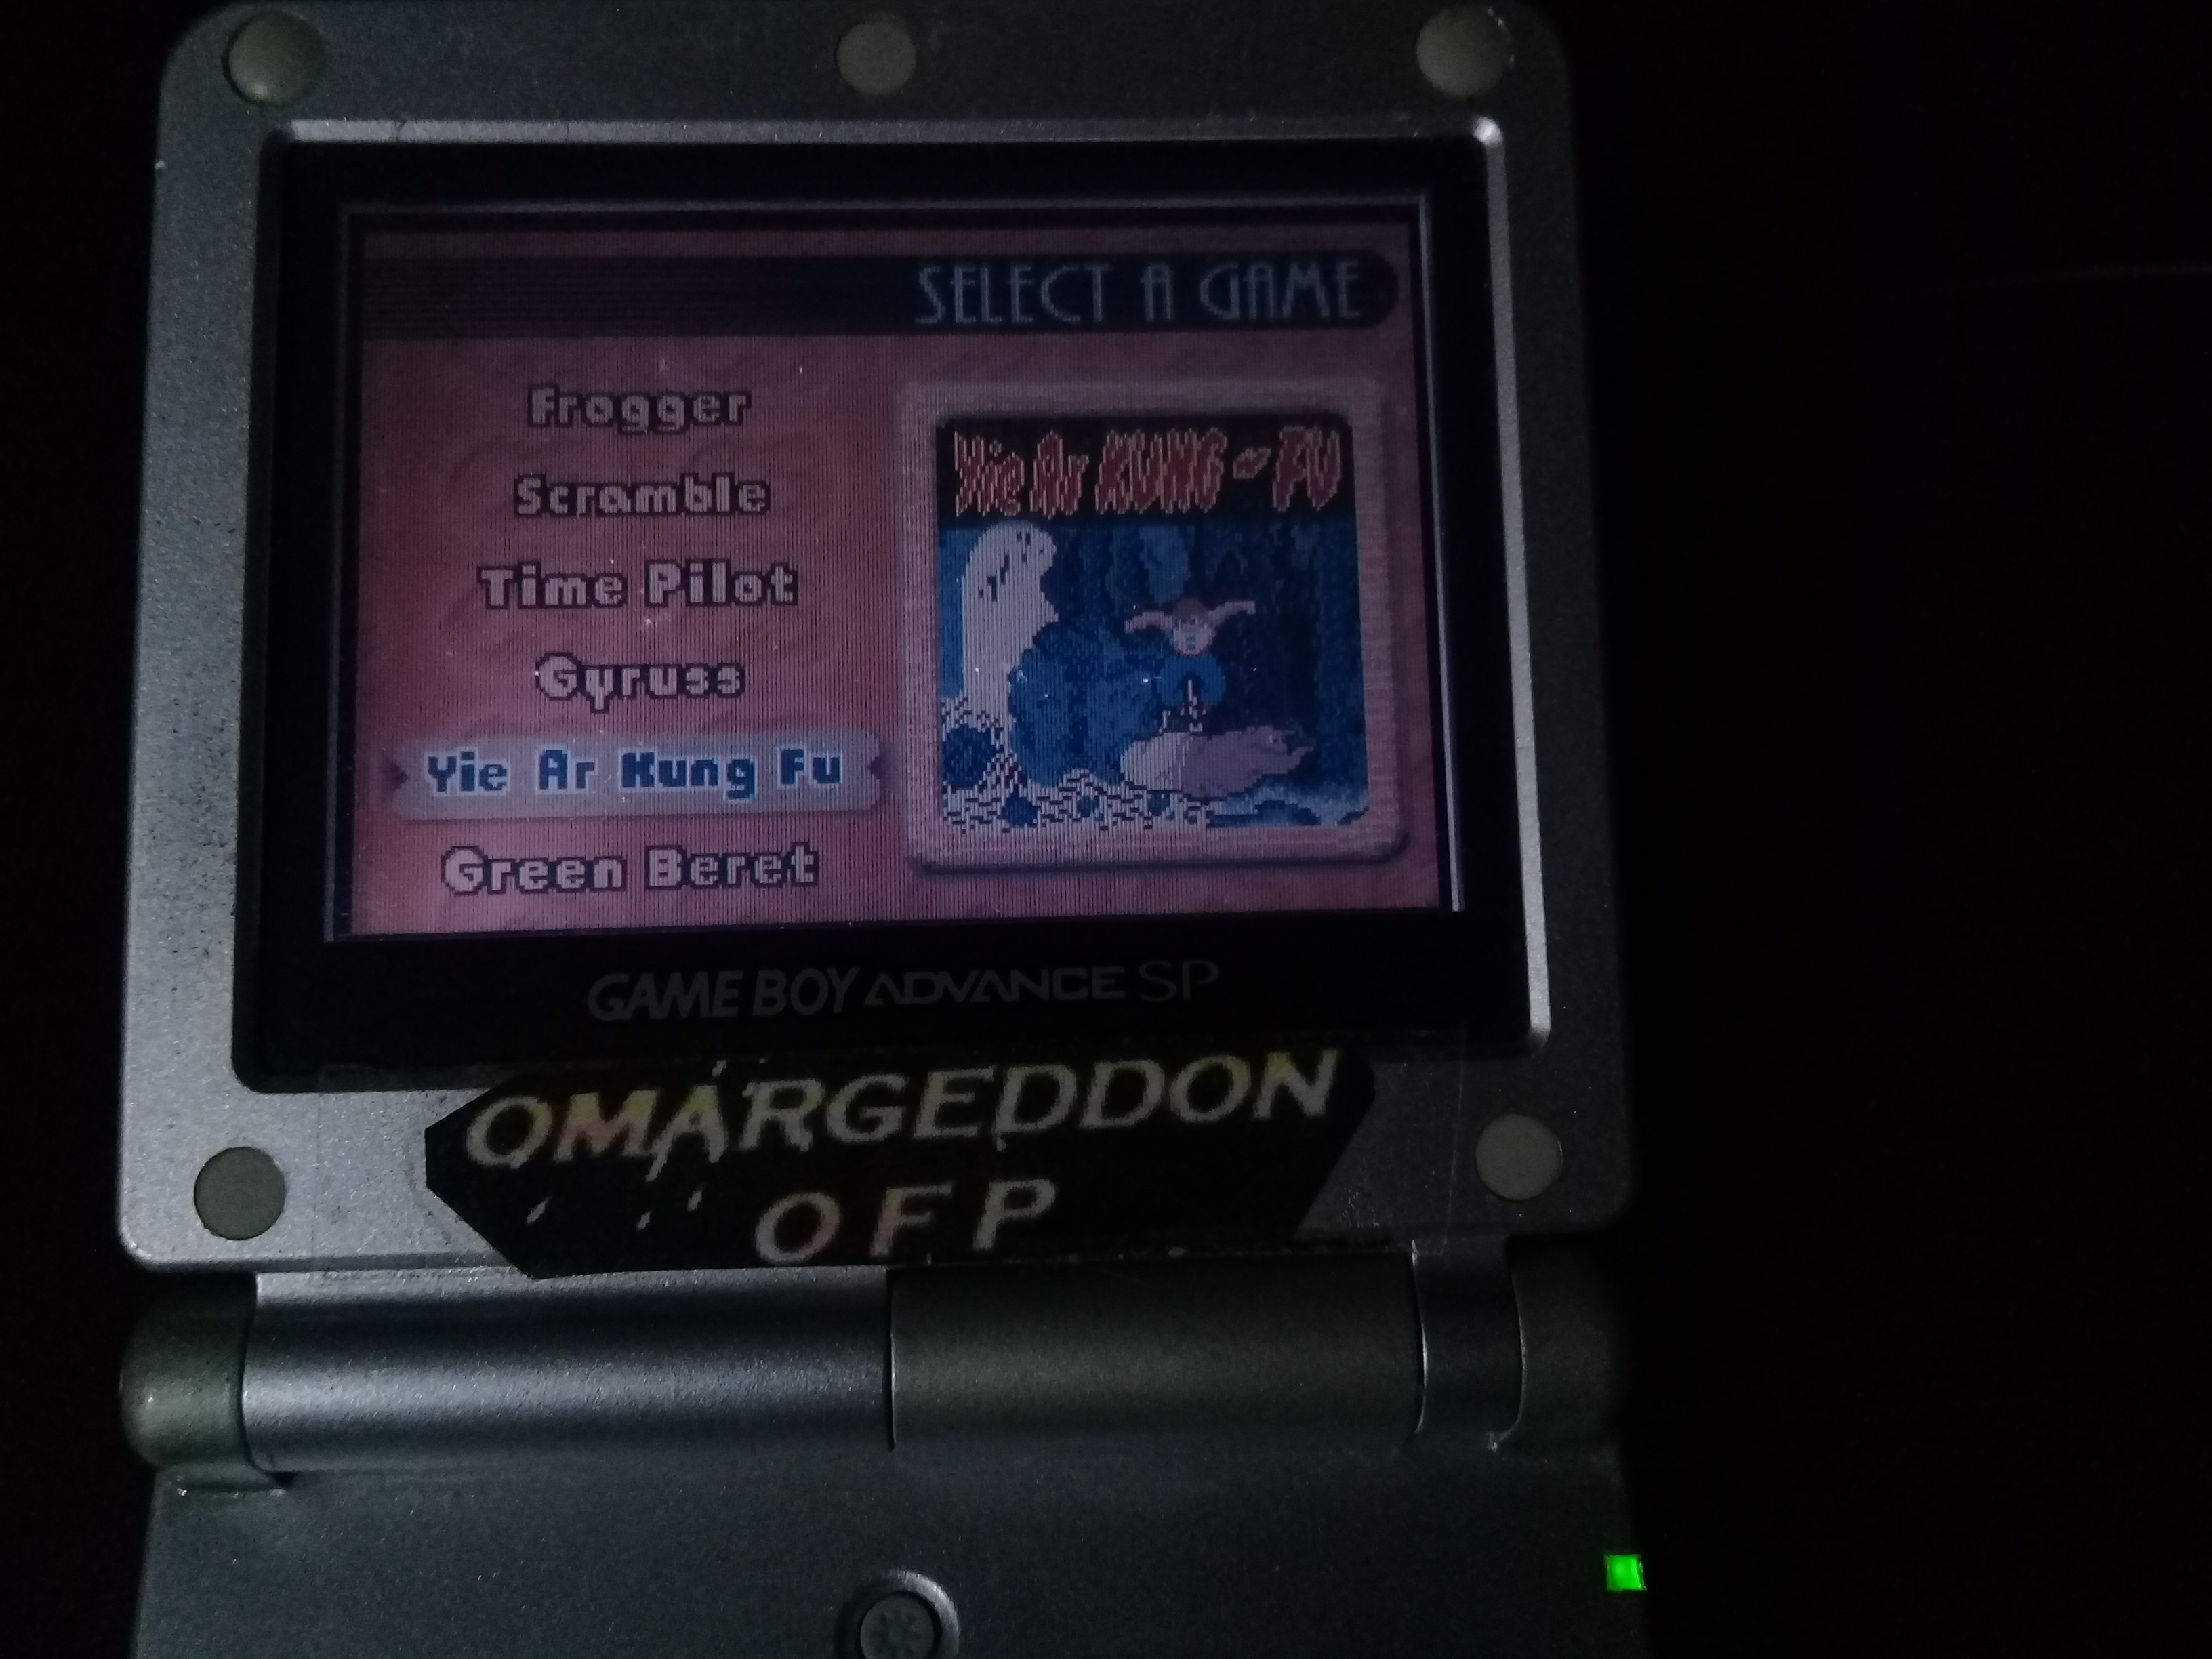 SELECT A GAME
Frogger
Scramble
Time Pilot
Gyruss
Yie Ar Kung Fu
Green Beret
Yie Ar KUNG-FU
GAME BOY ADVANCE SP
OMARGEDDON
OFP